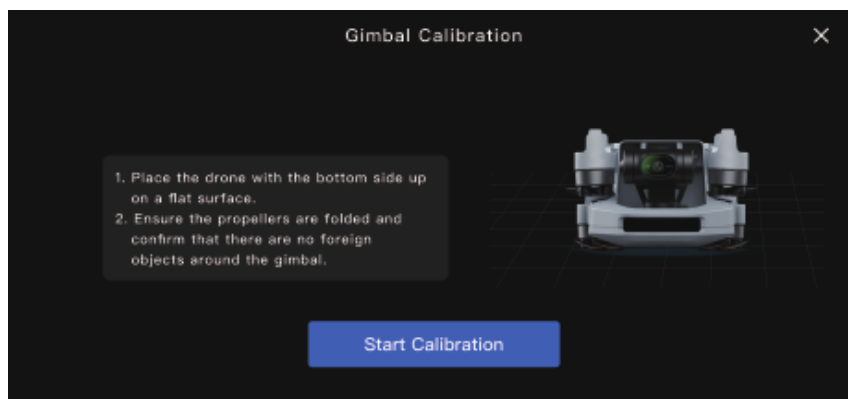 Gimbal Calibration
1. Place the drone with the bottom side up
on a flat surface.
2. Ensure the propellers are folded and
confirm that there are no foreign
objects around the gimbal.
Start Calibration